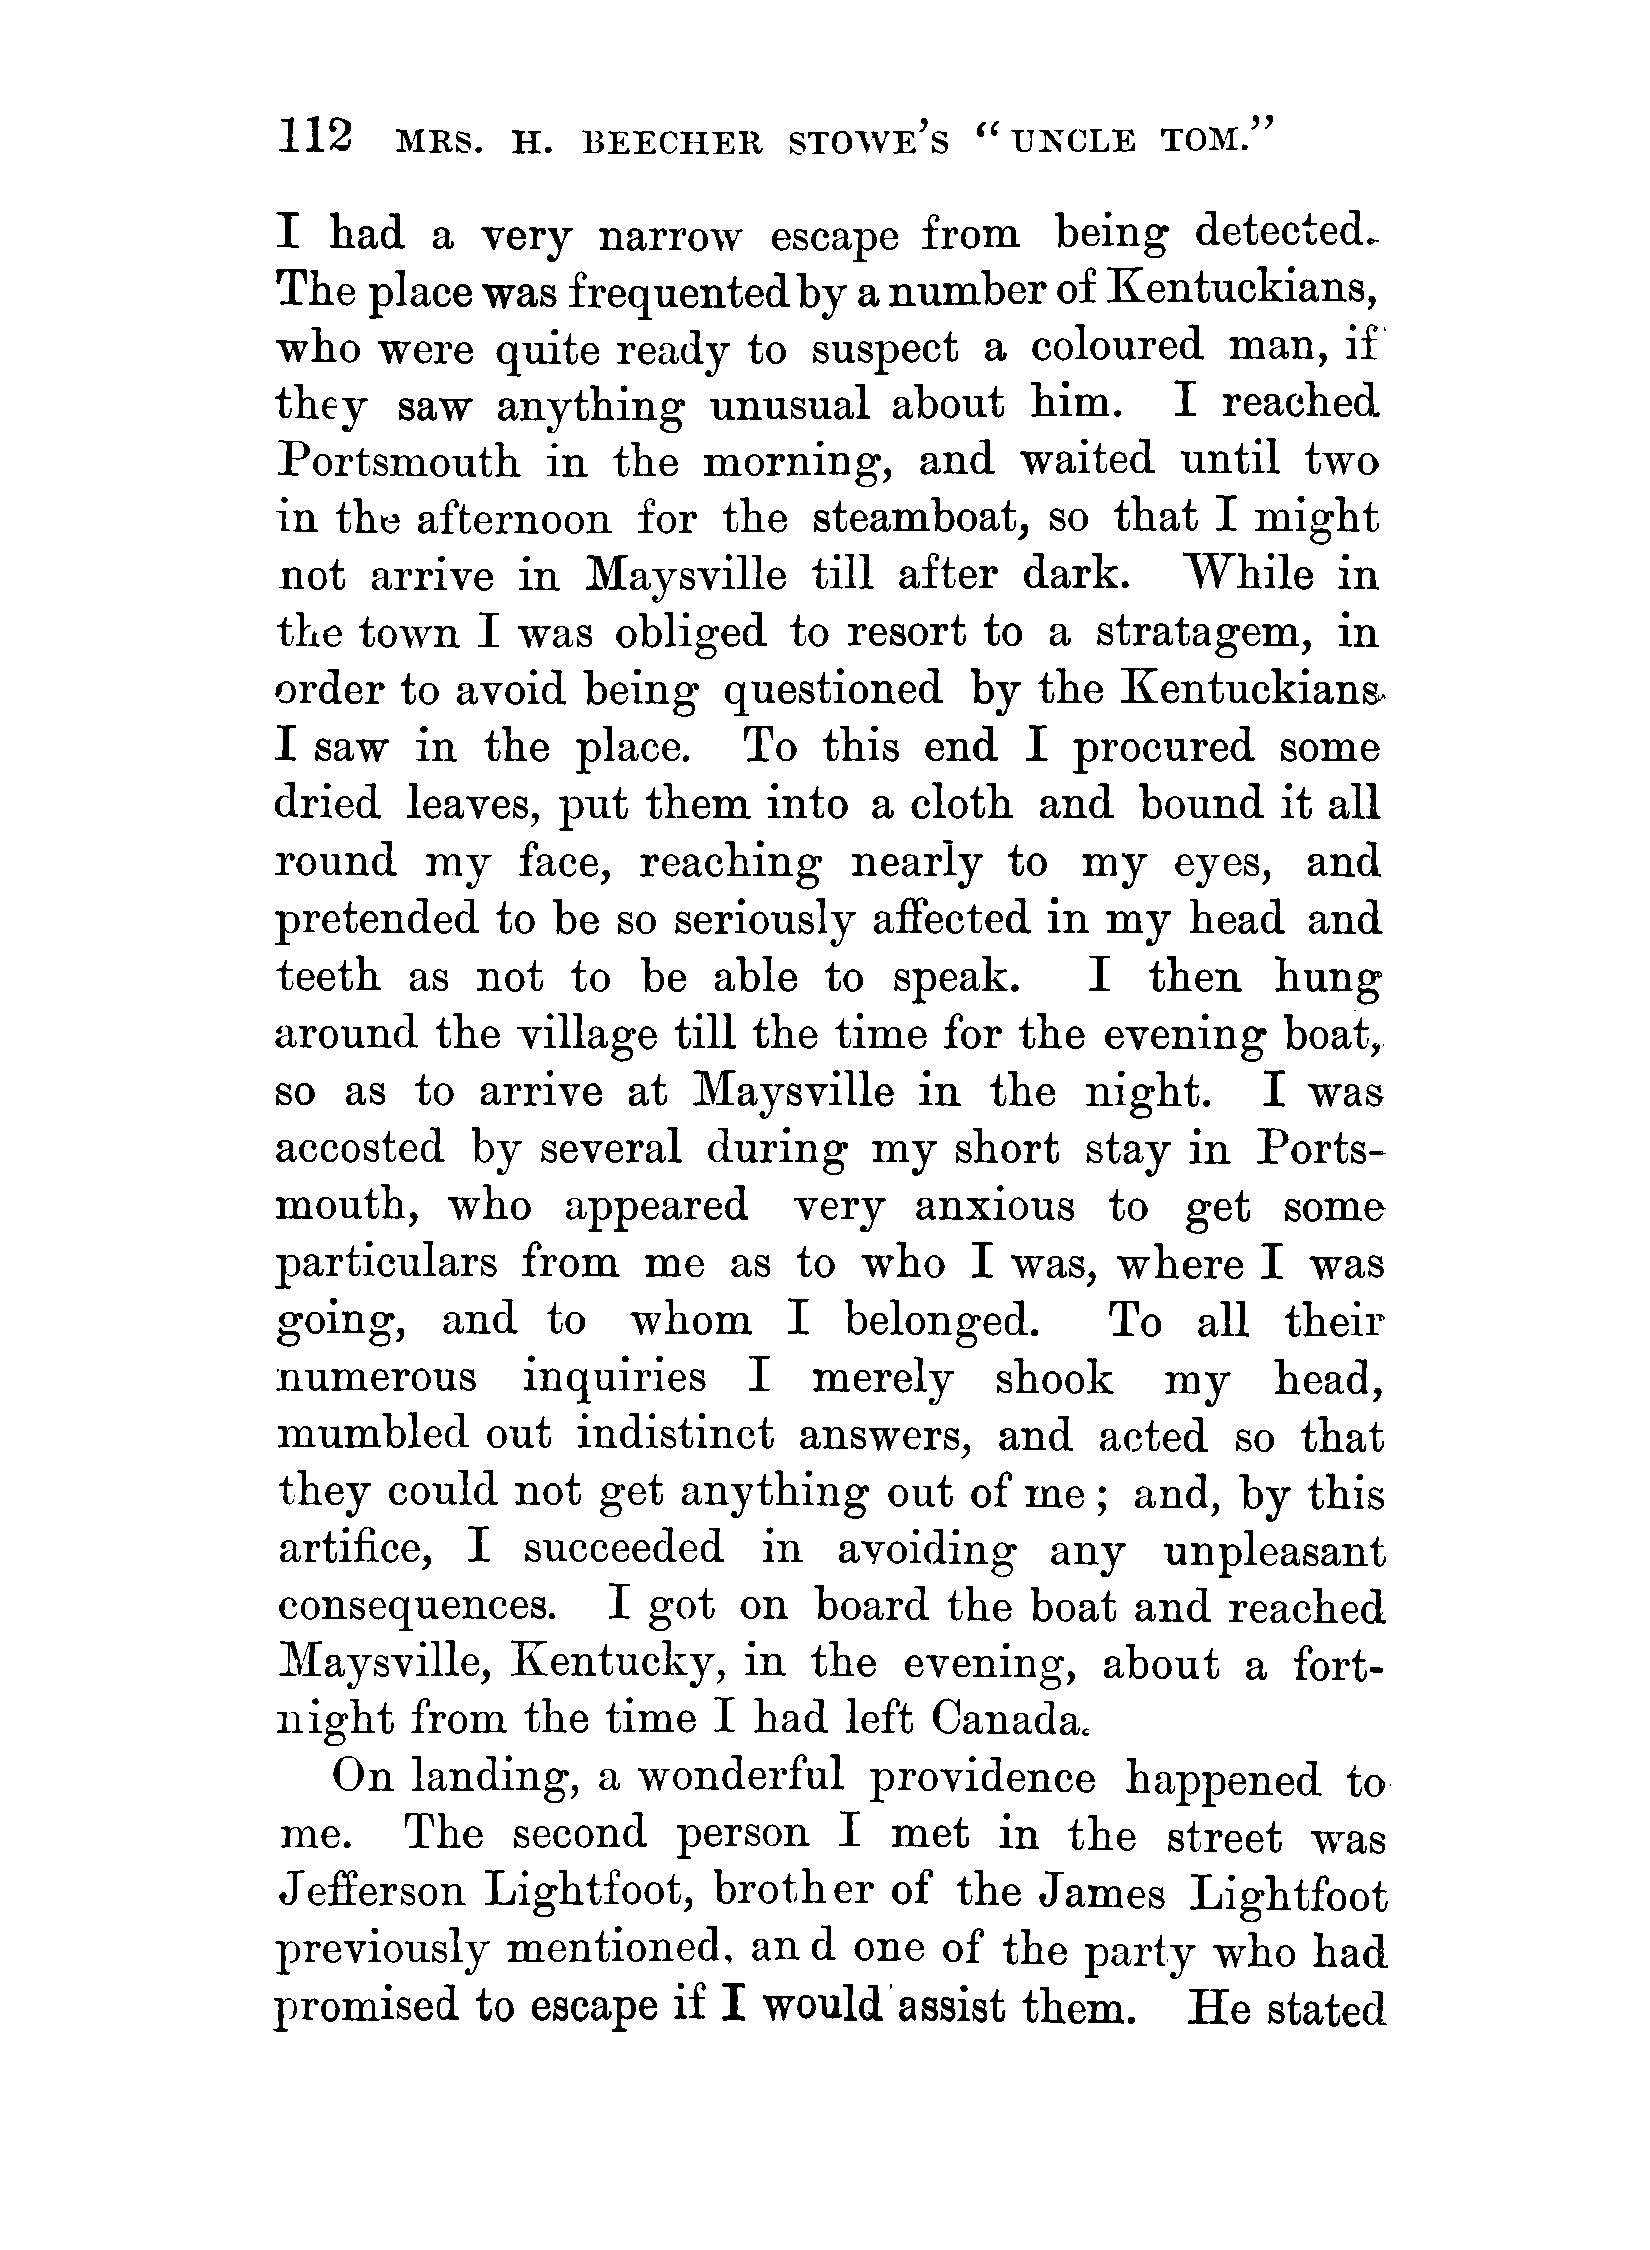 112 MRS. H. BEECHER STOWE'S "UNCLE TOM."
I had a very narrow escape from being detected.
The place was frequented by a number of Kentuckians,
who were quite ready to suspect a coloured man, if
they saw anything unusual about him. I reached
Portsmouth in the morning, and waited until two
in the afternoon for the steamboat, so that I might
not arrive in Maysville till after dark. While in
the town I was obliged to resort to a stratagem, in
order to avoid being questioned by the Kentuckians
I saw in the place. To this end I procured some
dried leaves, put them into a cloth and bound it all
round my face, reaching nearly to my eyes, and
pretended to be so seriously affected in my head and
teeth as not to be able to speak. I then hung
around the village till the time for the evening boat,
so as to arrive at Maysville in the night. I was
accosted by several during my short stay in Ports-
mouth, who appeared very anxious to get some
particulars from me as to who I was, where I was
going, and to whom I belonged. To all their
numerous inquiries I merely shook my head,
mumbled out indistinct answers, and acted so that
they could not get anything out of me; and, by this
artifice, I succeeded in avoiding any unpleasant
consequences. I got on board the boat and reached
Maysville, Kentucky, in the evening, about a fort-
night from the time I had left Canada.
On landing, a wonderful providence happened to
me. The second person I met in the street was
Jefferson Lightfoot, brother of the James Lightfoot
previously mentioned, and one of the party who had
promised to escape if I would assist them. He stated